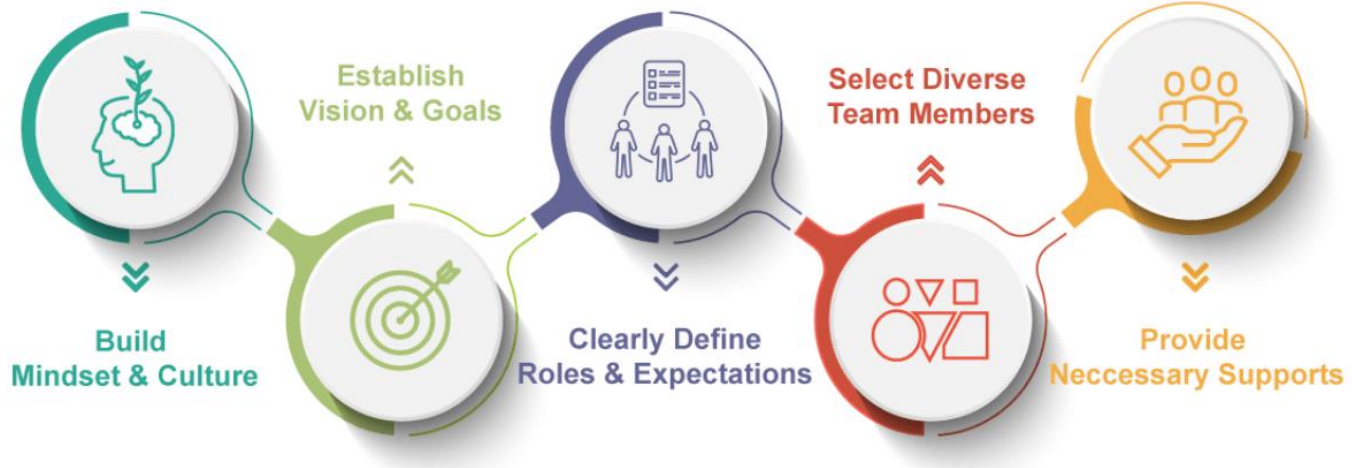 Build
Mindset & Culture
Establish
Vision & Goals
Clearly Define
Roles & Expectations
Select Diverse
Team Members
Provide
Neccessary Supports